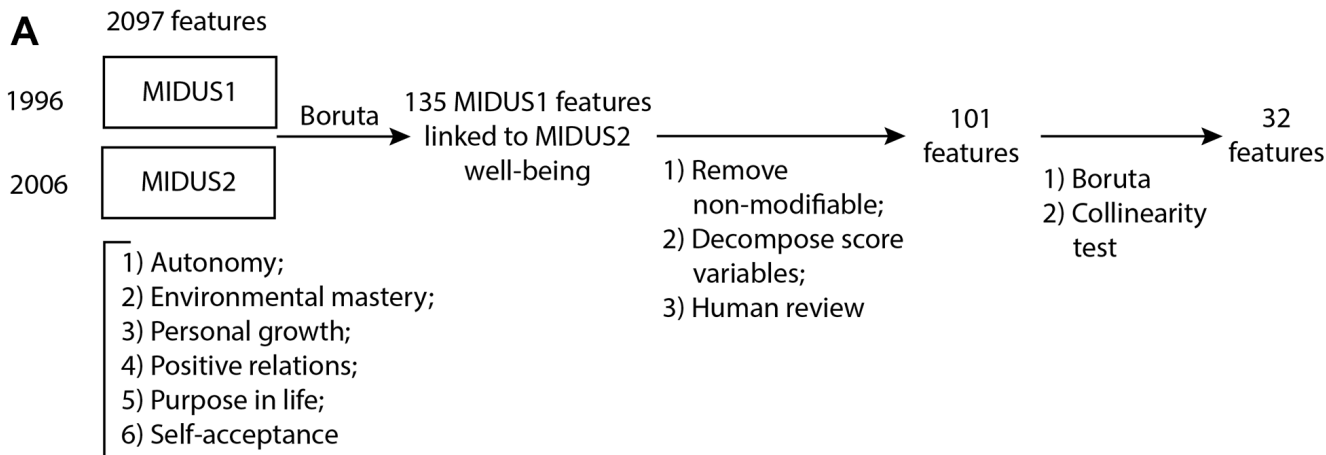 A
2097 features
1996
MIDUS1
2006
MIDUS2
1) Autonomy;
2) Environmental mastery;
3) Personal growth;
4) Positive relations;
5) Purpose in life;
6) Self-acceptance
Boruta
135 MIDUS1 features
linked to MIDUS2
well-being
1) Remove
non-modifiable;
2) Decompose score
variables;
3) Human review
101
features
1) Boruta
2) Collinearity
test
32
features